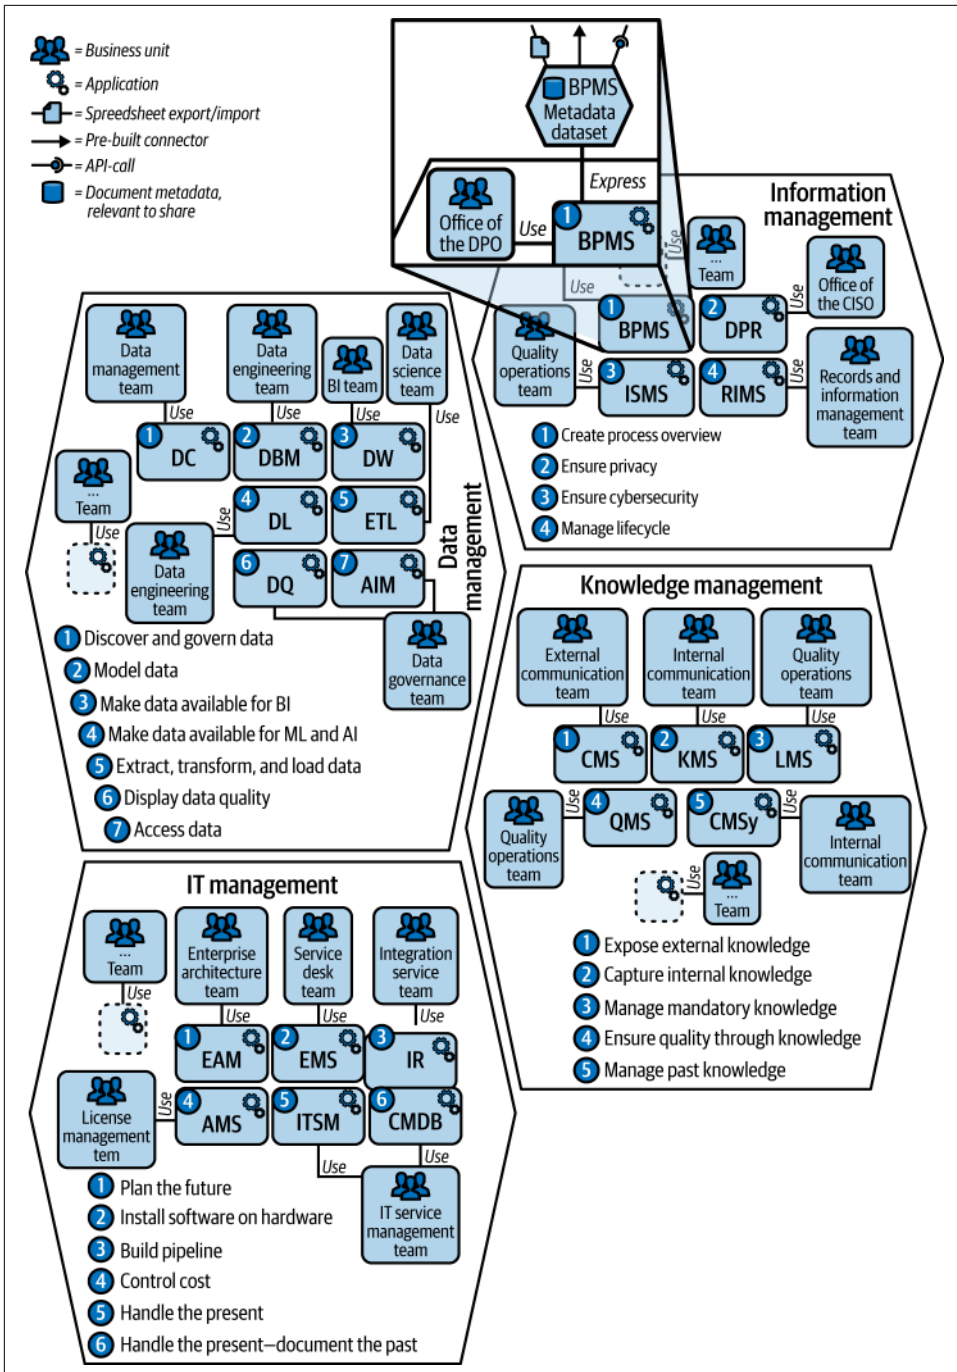 = Business unit
= Application
= Spreedsheet export/import
= Pre-built connector
= API-call
= Document metadata,
relevant to share
BPMS
Metadata
dataset
Express
Office of
the DPO
Use
1
BPMS
Information
management
Use
...
Team
Use
Office of
the CISO
Use
Quality
operations
team
Use
1
BPMS
2
DPR
3
ISMS
4
RIMS
Use
Records and
information
management
team
1 Create process overview
2 Ensure privacy
3 Ensure cybersecurity
4 Manage lifecycle
Data
management
team
Data
engineering
team
BI team
Data
science
team
Use
Use
Use
Use
1
DC
2
DBM
3
DW
...
Team
Use
4
DL
5
ETL
Use
Data
engineering
team
6
DQ
7
AIM
Data
management
Data
governance
team
1 Discover and govern data
2 Model data
3 Make data available for BI
4 Make data available for ML and AI
5 Extract, transform, and load data
6 Display data quality
7 Access data
Knowledge management
External
communication
team
Internal
communication
team
Quality
operations
team
Use
Use
Use
1
CMS
2
KMS
3
LMS
Quality
operations
team
Use
4
QMS
5
CMSy
Use
Internal
communication
team
Use
...
Team
1 Expose external knowledge
2 Capture internal knowledge
3 Manage mandatory knowledge
4 Ensure quality through knowledge
5 Manage past knowledge
IT management
...
Team
Use
Enterprise
architecture
team
Service
desk
team
Integration
service
Use
Use
Use
1
EAM
2
EMS
3
IR
License
management
tem
Use
4
AMS
5
ITSM
6
CMDB
Use
Use
IT service
management
team
1 Plan the future
2 Install software on hardware
3 Build pipeline
4 Control cost
5 Handle the present
6 Handle the present—document the past